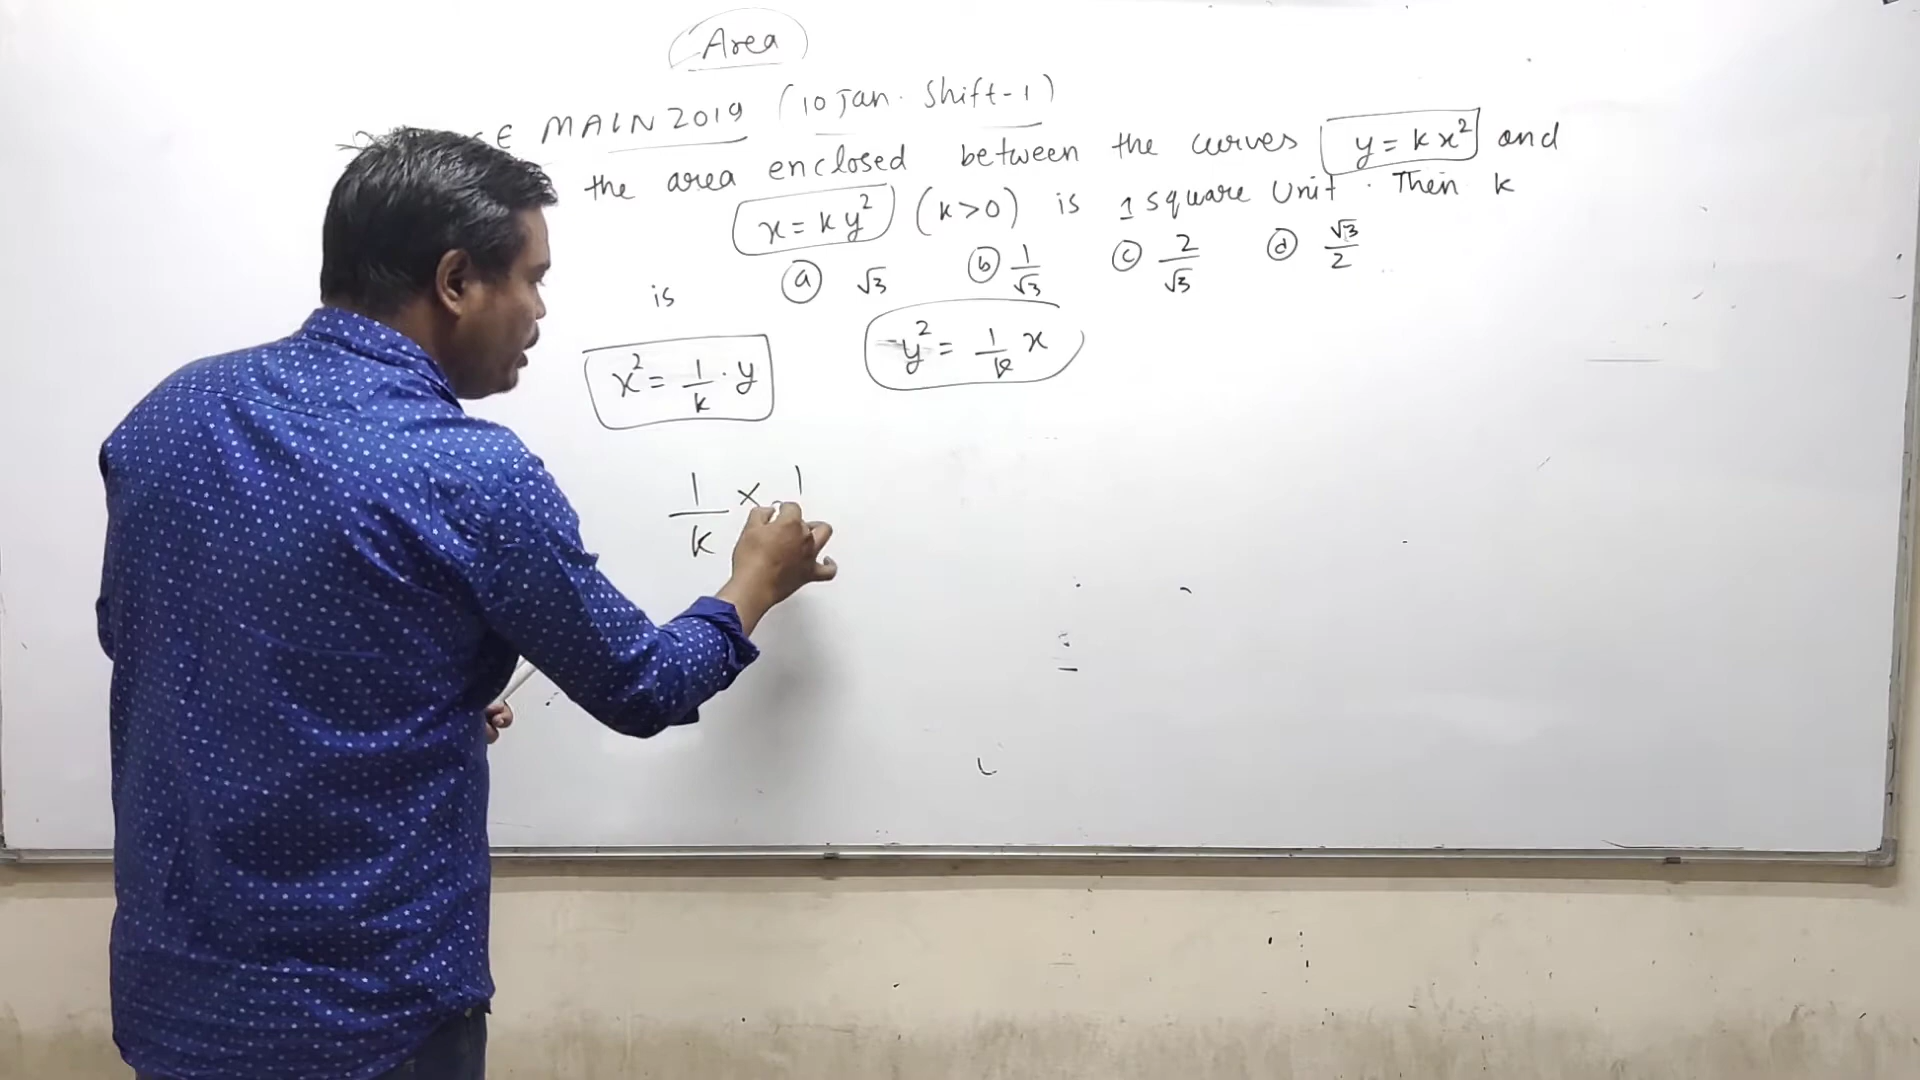 Area
MAIN 2019 (10 Jan. Shift-1)
the area enclosed between the curves y = kx² and
x = ky² (k>0) is 1 square Unit. Then k
is (a) √3 (b) 1/√3 (c) 2/√3 (d) √3/2
x² = 1/k · y y² = 1/k x
1/k × 1